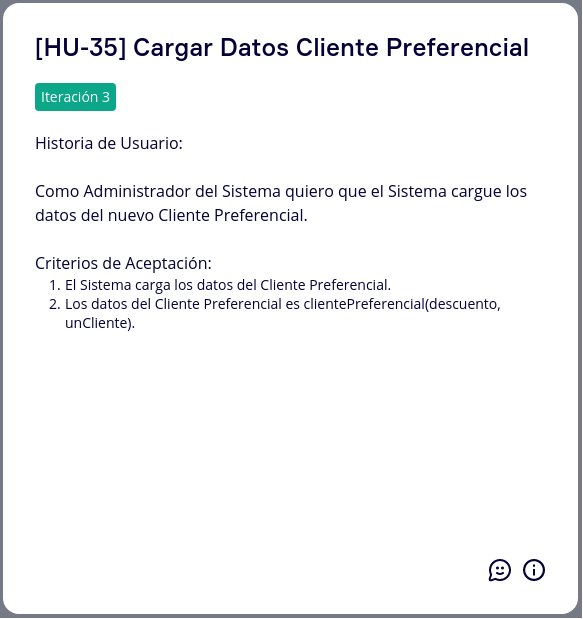 [HU-35] Cargar Datos Cliente Preferencial
Iteración 3
Historia de Usuario:
Como Administrador del Sistema quiero que el Sistema cargue los
datos del nuevo Cliente Preferencial.
Criterios de Aceptación:
1. El Sistema carga los datos del Cliente Preferencial.
2. Los datos del Cliente Preferencial es clientePreferencial(descuento,
unCliente).